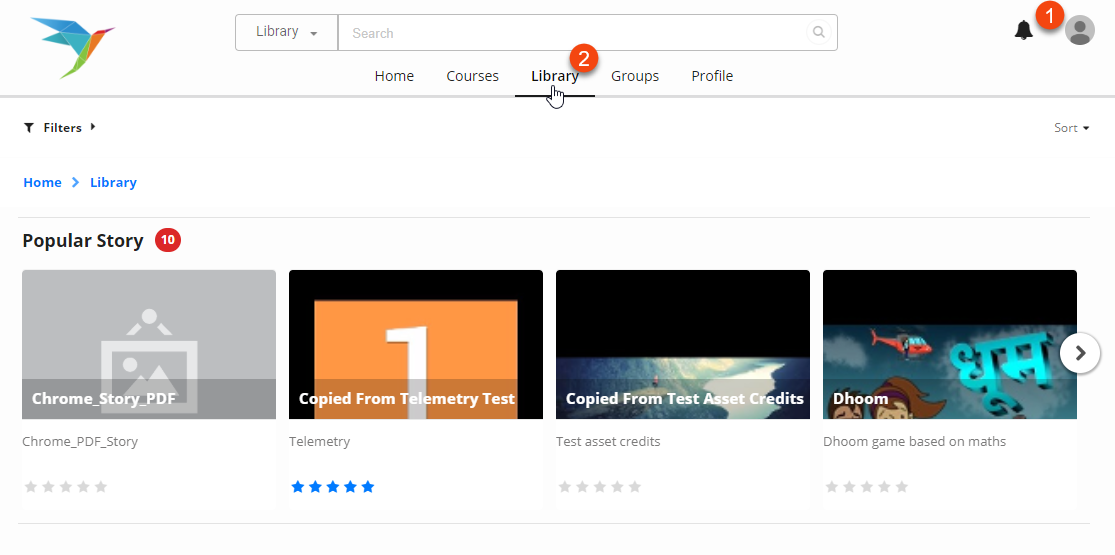 1
Library
Search
2
Home Courses Library Groups Profile
Filters
Sort
Home Library
Popular Story 10
1
Chrome_Story_PDF
Copied From Telemetry Test
Copied From Test Asset Credits
धूम
Dhoom
Chrome_PDF_Story
Telemetry
Test asset credits
Dhoom game based on maths